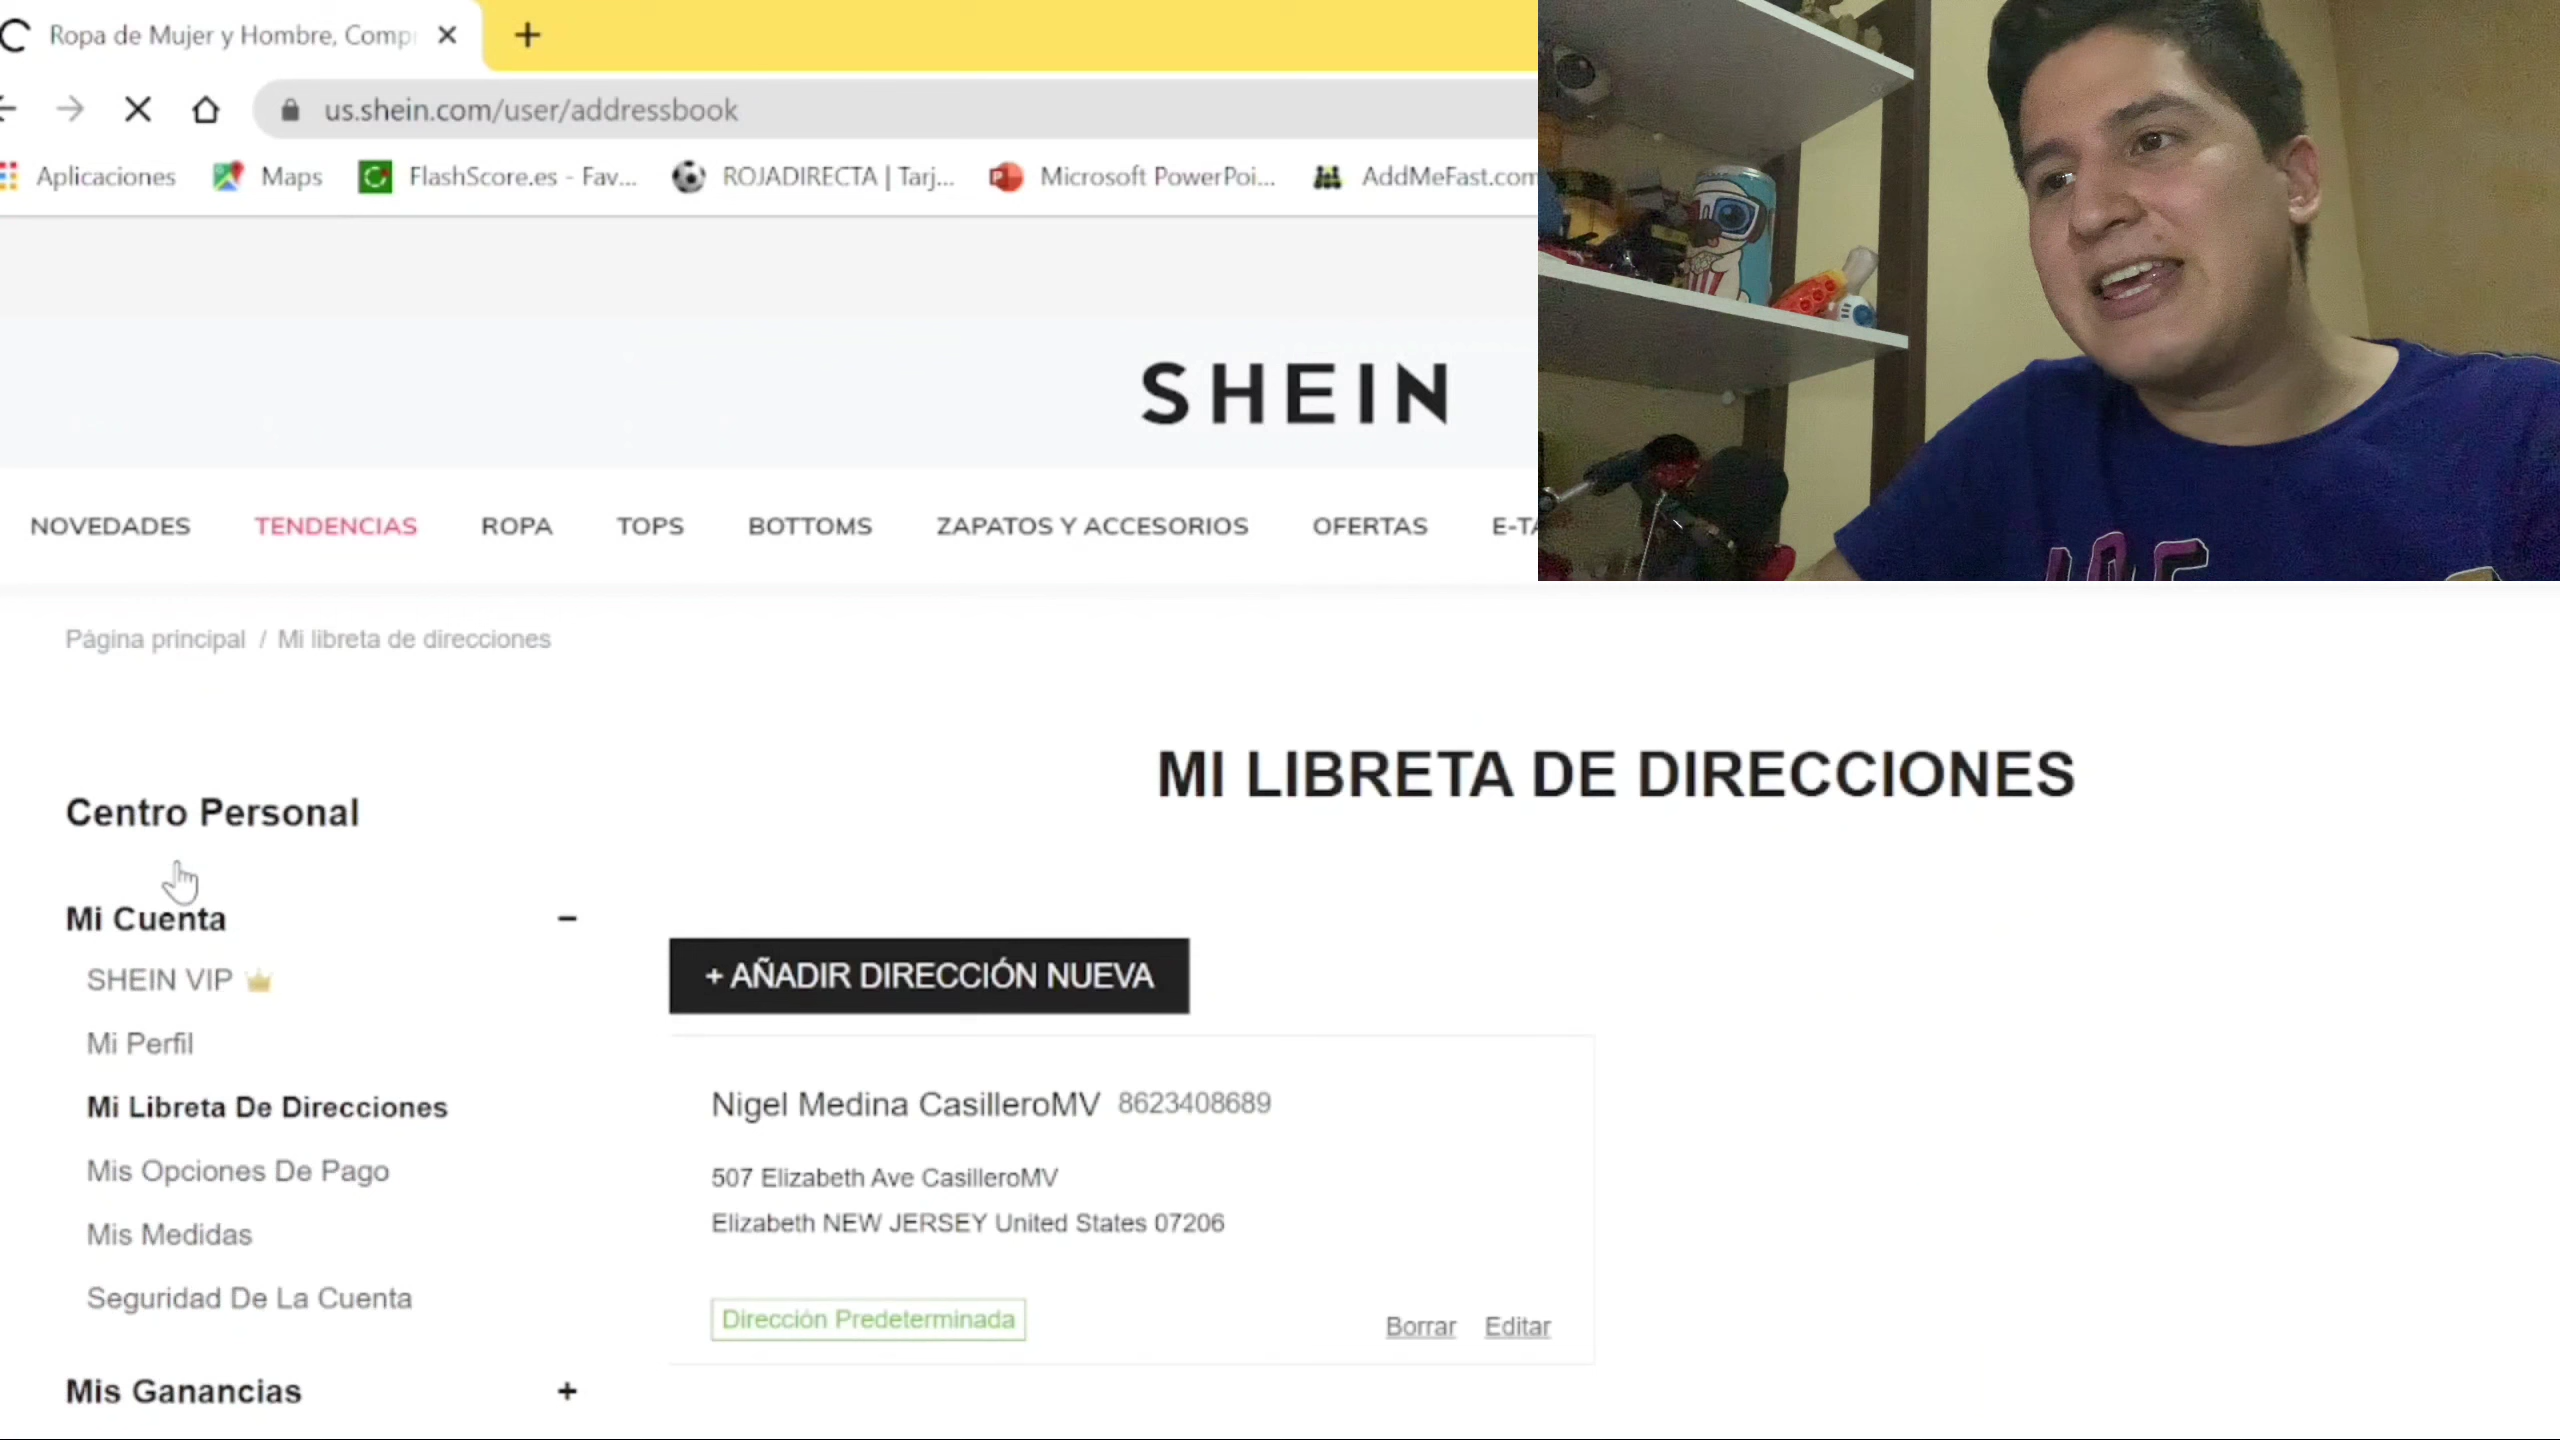 Ropa de Mujer y Hombre, Comp
us.shein.com/user/addressbook
Aplicaciones Maps FlashScore.es - Fav... ROJADIRECTA | Tarj... Microsoft PowerPoi... AddMeFast.com
SHEIN
NOVEDADES TENDENCIAS ROPA TOPS BOTTOMS ZAPATOS Y ACCESORIOS OFERTAS E-TA
Página principal / Mi libreta de direcciones
MI LIBRETA DE DIRECCIONES
Centro Personal
Mi Cuenta −
SHEIN VIP
Mi Perfil
Mi Libreta De Direcciones
Mis Opciones De Pago
Mis Medidas
Seguridad De La Cuenta
Mis Ganancias +
+ AÑADIR DIRECCIÓN NUEVA
Nigel Medina CasilleroMV 8623408689
507 Elizabeth Ave CasilleroMV
Elizabeth NEW JERSEY United States 07206
Dirección Predeterminada
Borrar Editar